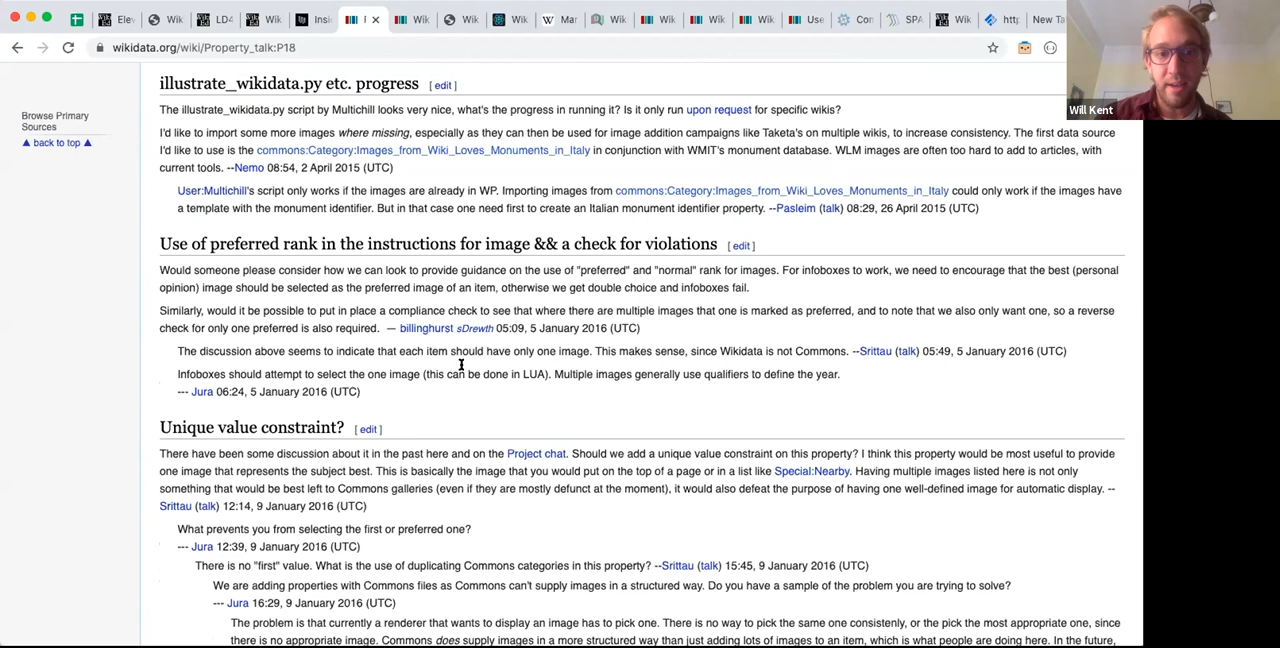 Elev
Wik
LD4
Wik
Insi
Wik
Wik
Wik
Mar
Wik
Wik
Wik
Wik
Use
Con
SPA
Wik
http
New Ta
wikidata.org/wiki/Property_talk:P18
Will Kent
Browse Primary
Sources
▲ back to top ▲
illustrate_wikidata.py etc. progress [ edit ]
The illustrate_wikidata.py script by Multichill looks very nice, what's the progress in running it? Is it only run upon request for specific wikis?
I'd like to import some more images where missing, especially as they can then be used for image addition campaigns like Taketa's on multiple wikis, to increase consistency. The first data source
I'd like to use is the commons:Category:Images_from_Wiki_Loves_Monuments_in_Italy in conjunction with WMIT's monument database. WLM images are often too hard to add to articles, with
current tools. --Nemo 08:54, 2 April 2015 (UTC)
User:Multichill's script only works if the images are already in WP. Importing images from commons:Category:Images_from_Wiki_Loves_Monuments_in_Italy could only work if the images have
a template with the monument identifier. But in that case one need first to create an Italian monument identifier property. --Pasleim (talk) 08:29, 26 April 2015 (UTC)
Use of preferred rank in the instructions for image && a check for violations [ edit ]
Would someone please consider how we can look to provide guidance on the use of "preferred" and "normal" rank for images. For infoboxes to work, we need to encourage that the best (personal
opinion) image should be selected as the preferred image of an item, otherwise we get double choice and infoboxes fail.
Similarly, would it be possible to put in place a compliance check to see that where there are multiple images that one is marked as preferred, and to note that we also only want one, so a reverse
check for only one preferred is also required. — billinghurst sDrewth 05:09, 5 January 2016 (UTC)
The discussion above seems to indicate that each item should have only one image. This makes sense, since Wikidata is not Commons. --Srittau (talk) 05:49, 5 January 2016 (UTC)
Infoboxes should attempt to select the one image (this can be done in LUA). Multiple images generally use qualifiers to define the year.
--- Jura 06:24, 5 January 2016 (UTC)
Unique value constraint? [ edit ]
There have been some discussion about it in the past here and on the Project chat. Should we add a unique value constraint on this property? I think this property would be most useful to provide
one image that represents the subject best. This is basically the image that you would put on the top of a page or in a list like Special:Nearby. Having multiple images listed here is not only
something that would be best left to Commons galleries (even if they are mostly defunct at the moment), it would also defeat the purpose of having one well-defined image for automatic display. --
Srittau (talk) 12:14, 9 January 2016 (UTC)
What prevents you from selecting the first or preferred one?
--- Jura 12:39, 9 January 2016 (UTC)
There is no "first" value. What is the use of duplicating Commons categories in this property? --Srittau (talk) 15:45, 9 January 2016 (UTC)
We are adding properties with Commons files as Commons can't supply images in a structured way. Do you have a sample of the problem you are trying to solve?
--- Jura 16:29, 9 January 2016 (UTC)
The problem is that currently a renderer that wants to display an image has to pick one. There is no way to pick the same one consistently, or the pick the most appropriate one, since
there is no appropriate image. Commons does supply images in a more structured way than just adding lots of images to an item, which is what people are doing here. In the future,